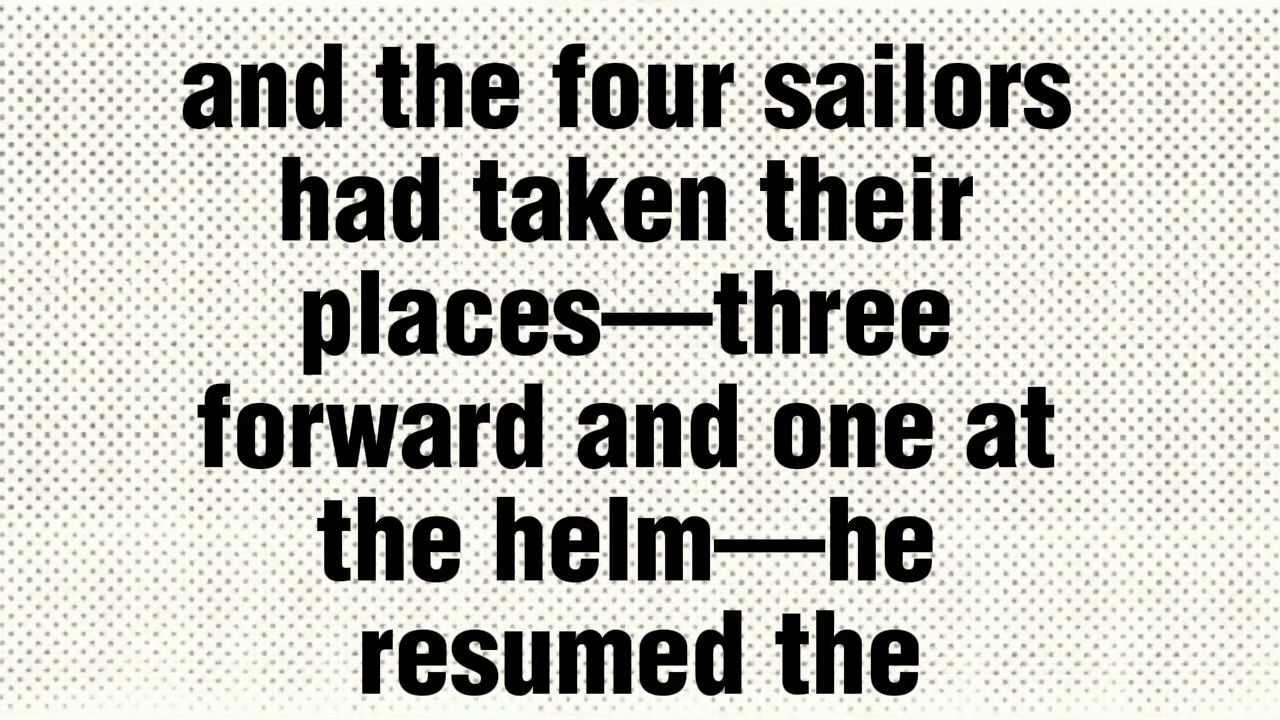 and the four sailors
had taken their
places—three
forward and one at
the helm—he
resumed the